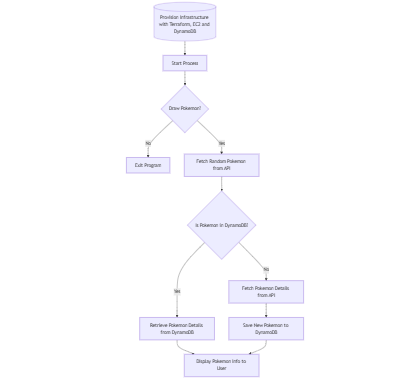 Provision Infrastructure
with Terraform, EC2 and
DynamoDB
Start Process
Draw Pokemon?
No
Yes
Exit Program
Fetch Random Pokemon
from API
Is Pokemon in DynamoDB?
No
Yes
Fetch Pokemon Details
from API
Retrieve Pokemon Details
from DynamoDB
Save New Pokemon to
DynamoDB
Display Pokemon Info to
User